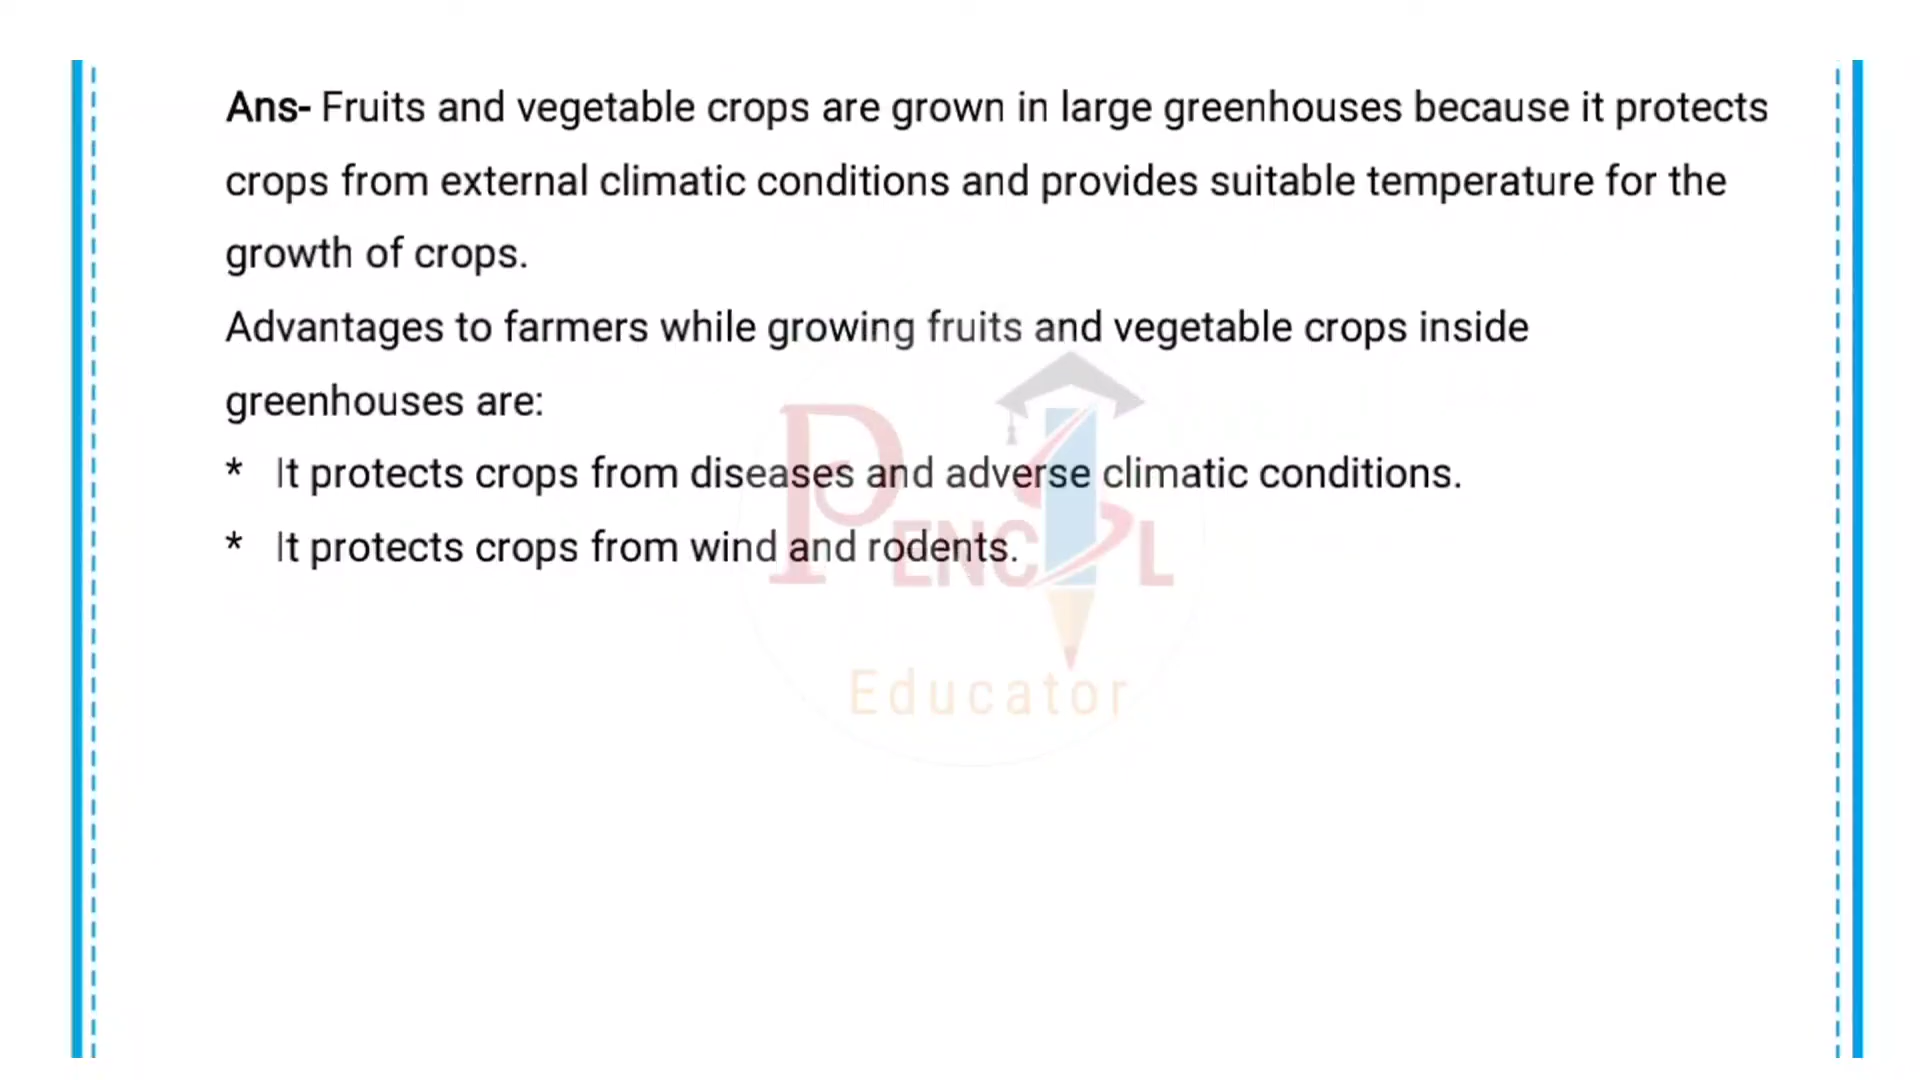 Ans- Fruits and vegetable crops are grown in large greenhouses because it protects
crops from external climatic conditions and provides suitable temperature for the
growth of crops.
Advantages to farmers while growing fruits and vegetable crops inside
greenhouses are:
* It protects crops from diseases and adverse climatic conditions.
* It protects crops from wind and rodents.
PENCIL
Educator